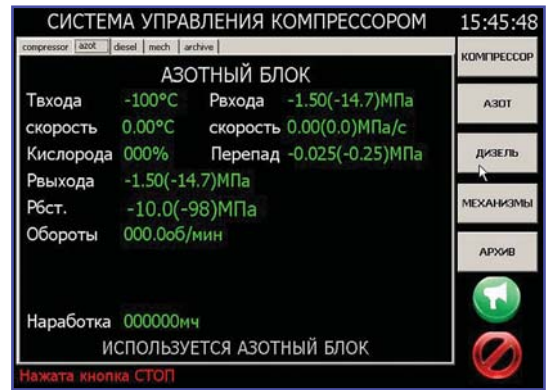 СИСТЕМА УПРАВЛЕНИЯ КОМПРЕССОРОМ 15:45:48
compressor azot diesel mech archive
КОМПРЕССОР
АЗОТНЫЙ БЛОК
Tвхода -100°C Рвхода -1.50(-14.7)МПа
АЗОТ
скорость 0.00°C скорость 0.00(0.0)МПа/с
Кислорода 000% Перепад -0.025(-0.25)МПа
ДИЗЕЛЬ
Рвыхода -1.50(-14.7)МПа
Рбст. -10.0(-98)МПа
МЕХАНИЗМЫ
Обороты 000.0об/мин
АРХИВ
Наработка 000000мч
ИСПОЛЬЗУЕТСЯ АЗОТНЫЙ БЛОК
Нажата кнопка СТОП